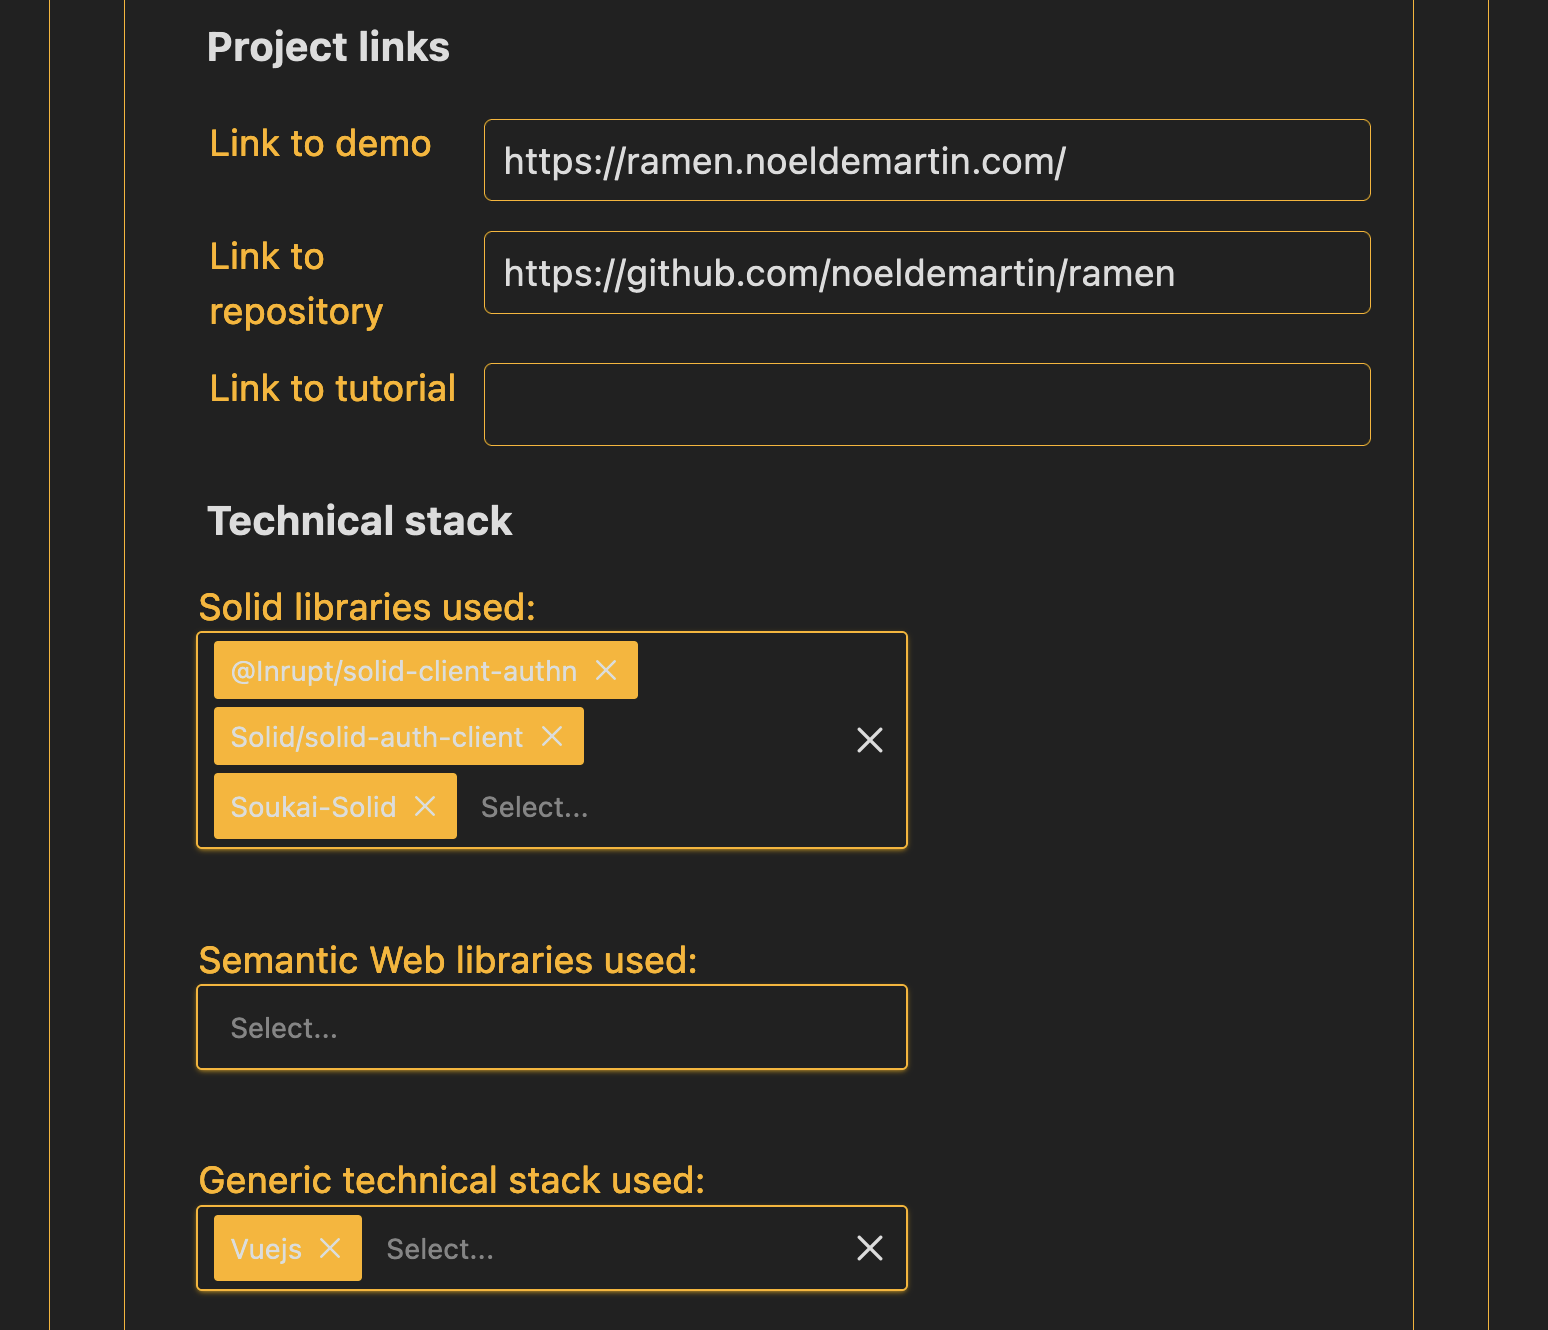 Project links
Link to demo
https://ramen.noeldemartin.com/
Link to
repository
https://github.com/noeldemartin/ramen
Link to tutorial
Technical stack
Solid libraries used:
@Inrupt/solid-client-authn
Solid/solid-auth-client
Soukai-Solid Select...
Semantic Web libraries used:
Select...
Generic technical stack used:
Vuejs Select...